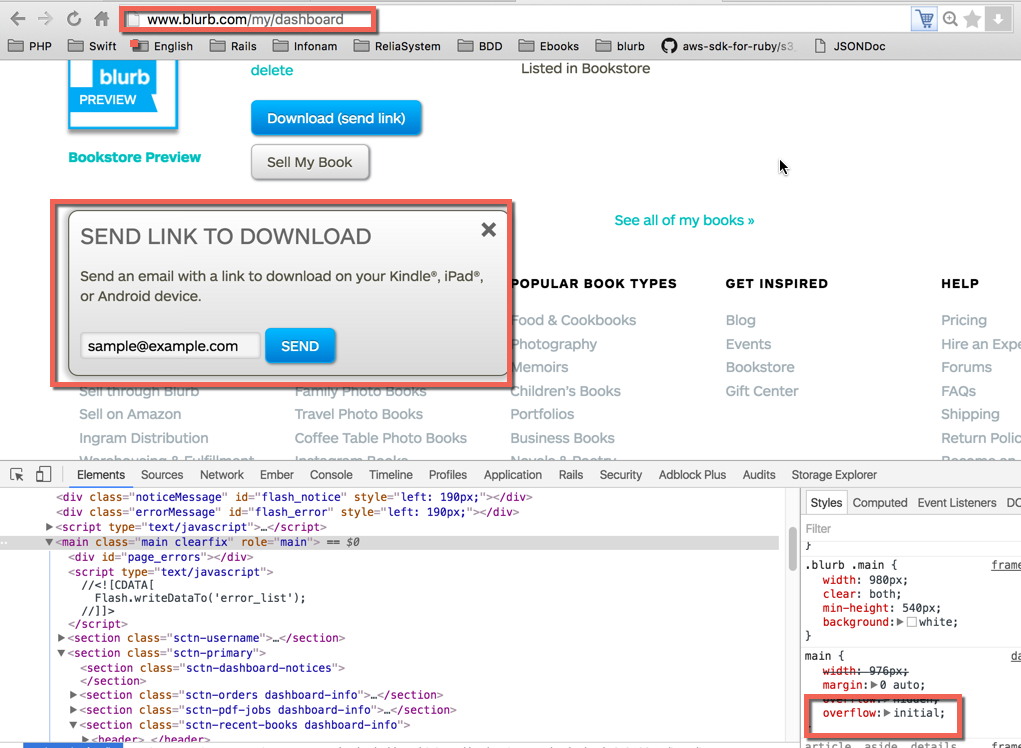 www.blurb.com/my/dashboard
PHP Swift English Rails Infonam ReliaSystem BDD Ebooks blurb aws-sdk-for-ruby/s3 JSONDoc
blurb
PREVIEW
delete
Listed in Bookstore
Download (send link)
Bookstore Preview
Sell My Book
See all of my books »
SEND LINK TO DOWNLOAD
Send an email with a link to download on your Kindle®, iPad®,
or Android device.
sample@example.com SEND
POPULAR BOOK TYPES GET INSPIRED HELP
Food & Cookbooks Blog Pricing
Photography Events Hire an Expe
Memoirs Bookstore Forums
Sell through Blurb Family Photo Books Children's Books Gift Center FAQs
Sell on Amazon Travel Photo Books Portfolios Shipping
Ingram Distribution Coffee Table Photo Books Business Books Return Polic
Warehousing & Fulfillment Instagram Books Novels & Poetry Become an
Elements Sources Network Ember Console Timeline Profiles Application Rails Security Adblock Plus Audits Storage Explorer
<div class="noticeMessage" id="flash_notice" style="left: 190px;"></div>
<div class="errorMessage" id="flash_error" style="left: 190px;"></div>
▶<script type="text/javascript">…</script>
▼<main class="main clearfix" role="main"> == $0
<div id="page_errors"></div>
<script type="text/javascript">
//<![CDATA[
Flash.writeDataTo('error_list');
//]]>
</script>
▶<section class="sctn-username">…</section>
▼<section class="sctn-primary">
<section class="sctn-dashboard-notices">
</section>
▶<section class="sctn-orders dashboard-info">…</section>
▶<section class="sctn-pdf-jobs dashboard-info">…</section>
▼<section class="sctn-recent-books dashboard-info">
▶<header>…</header>
Styles Computed Event Listeners DO
Filter
}
.blurb .main { frame
width: 980px;
clear: both;
min-height: 540px;
background:▶white;
}
main { da
width: 976px;
margin:▶0 auto;
overflow:▶hidden;
overflow:▶initial;
article, aside, details, frame